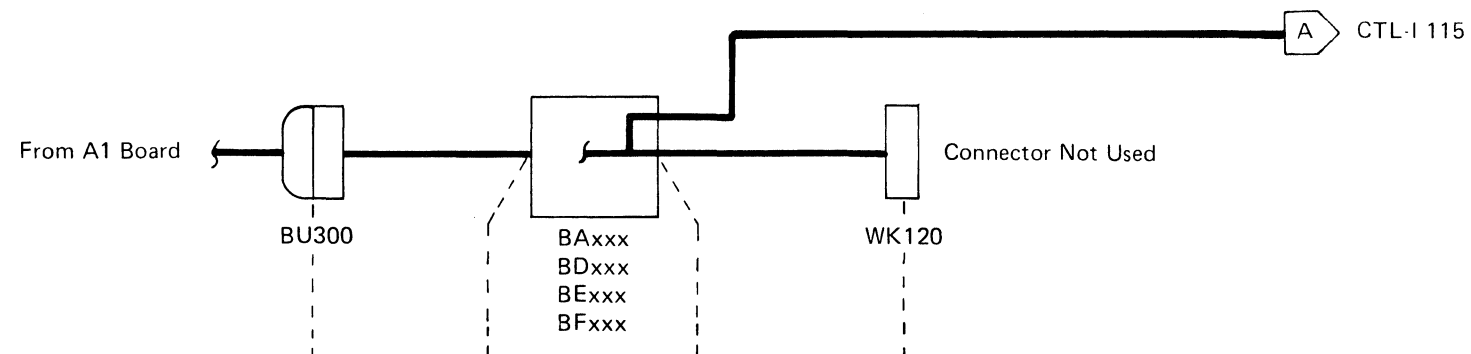 A
CTL-I 115
From A1 Board
Connector Not Used
BU300
BAxxx
WK120
BDxxx
BExxx
BFxxx